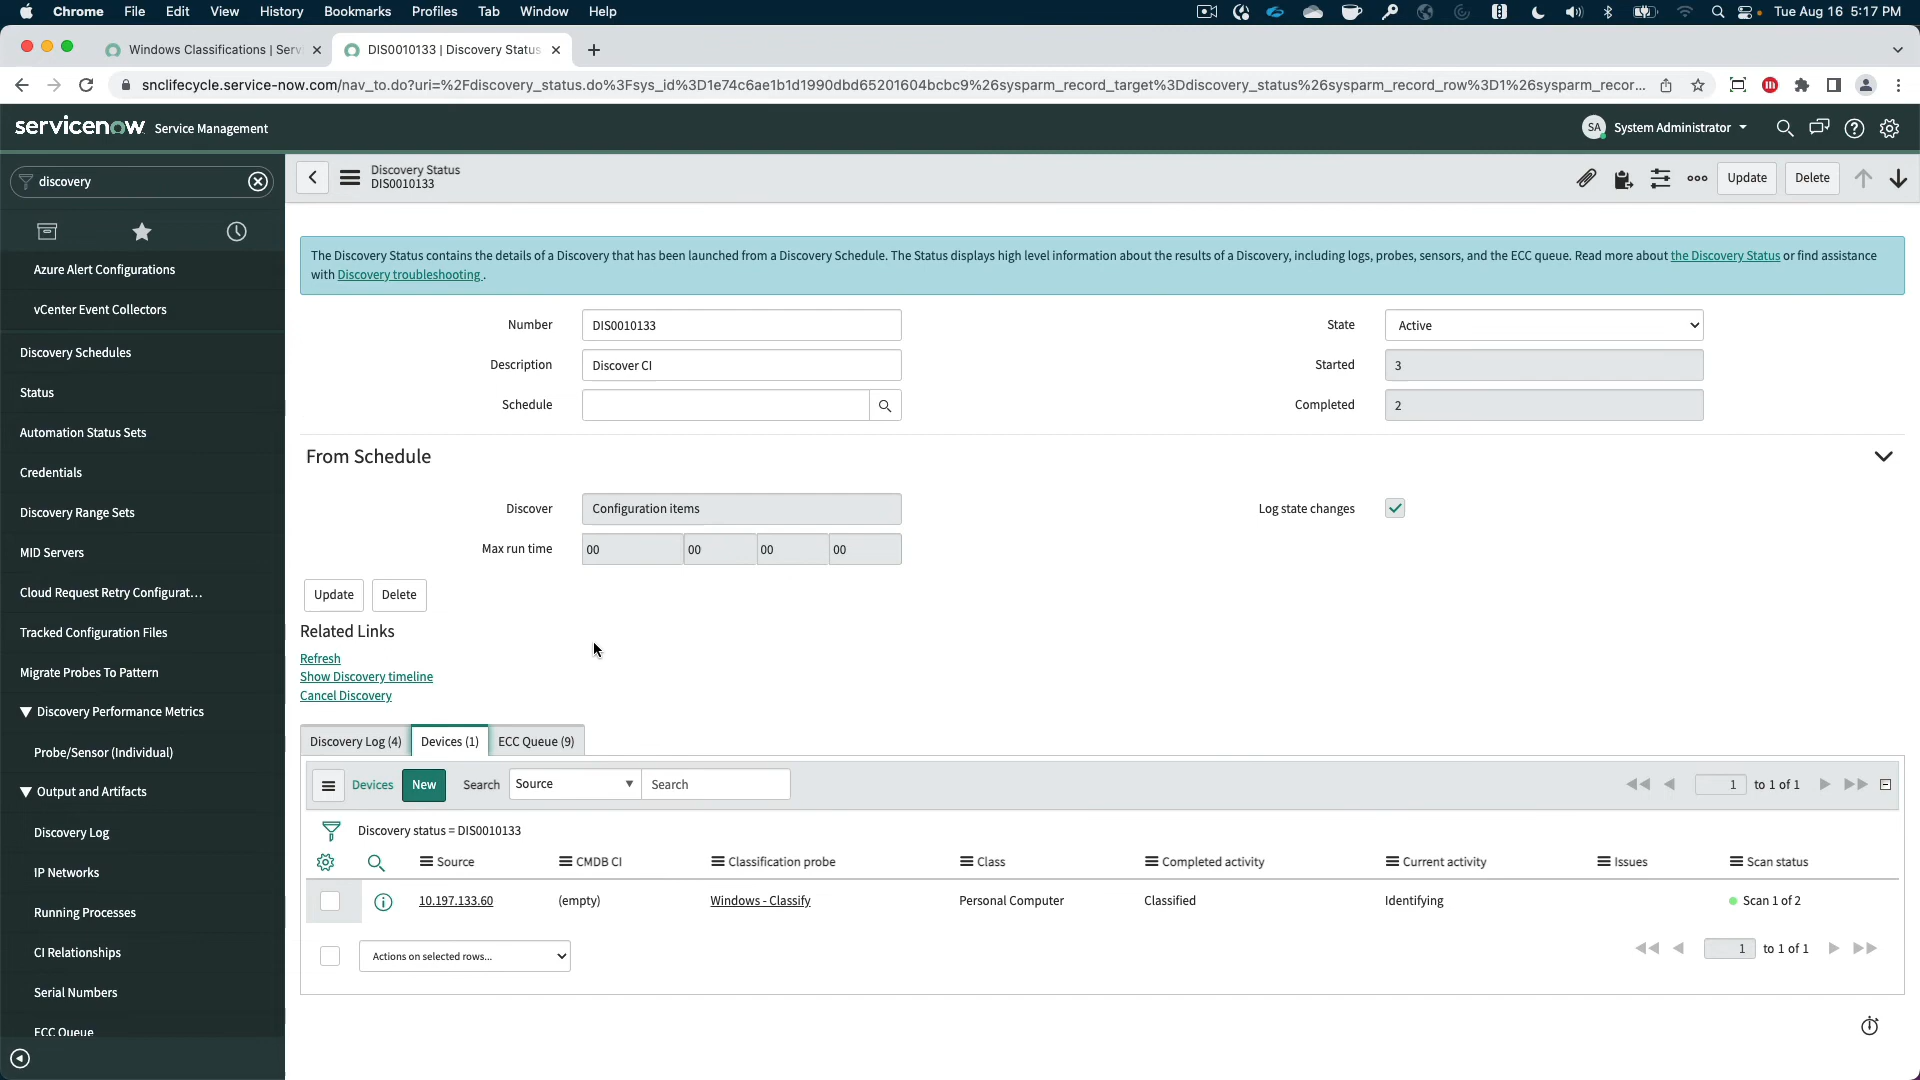 Chrome File Edit View History Bookmarks Profiles Tab Window Help Tue Aug 16 5:17 PM
Windows Classifications | Servi
DIS0010133 | Discovery Status
snclifecycle.service-now.com/nav_to.do?uri=%2Fdiscovery_status.do%3Fsys_id%3D1e74c6ae1b1d1990dbd65201604bcbc9%26sysparm_record_target%3Ddiscovery_status%26sysparm_record_row%3D1%26sysparm_recor...
servicenow Service Management
SA System Administrator
discovery
Azure Alert Configurations
vCenter Event Collectors
Discovery Schedules
Status
Automation Status Sets
Credentials
Discovery Range Sets
MID Servers
Cloud Request Retry Configurat...
Tracked Configuration Files
Migrate Probes To Pattern
Discovery Performance Metrics
Probe/Sensor (Individual)
Output and Artifacts
Discovery Log
IP Networks
Running Processes
CI Relationships
Serial Numbers
ECC Queue
Discovery Status
DIS0010133
Update Delete
The Discovery Status contains the details of a Discovery that has been launched from a Discovery Schedule. The Status displays high level information about the results of a Discovery, including logs, probes, sensors, and the ECC queue. Read more about the Discovery Status or find assistance
with Discovery troubleshooting .
Number DIS0010133 State Active
Description Discover CI Started 3
Schedule Completed 2
From Schedule
Discover Configuration items Log state changes
Max run time 00 00 00 00
Update Delete
Related Links
Refresh
Show Discovery timeline
Cancel Discovery
Discovery Log (4) Devices (1) ECC Queue (9)
Devices New Search Source Search 1 to 1 of 1
Discovery status = DIS0010133
Source CMDB CI Classification probe Class Completed activity Current activity Issues Scan status
10.197.133.60 (empty) Windows - Classify Personal Computer Classified Identifying Scan 1 of 2
Actions on selected rows... 1 to 1 of 1